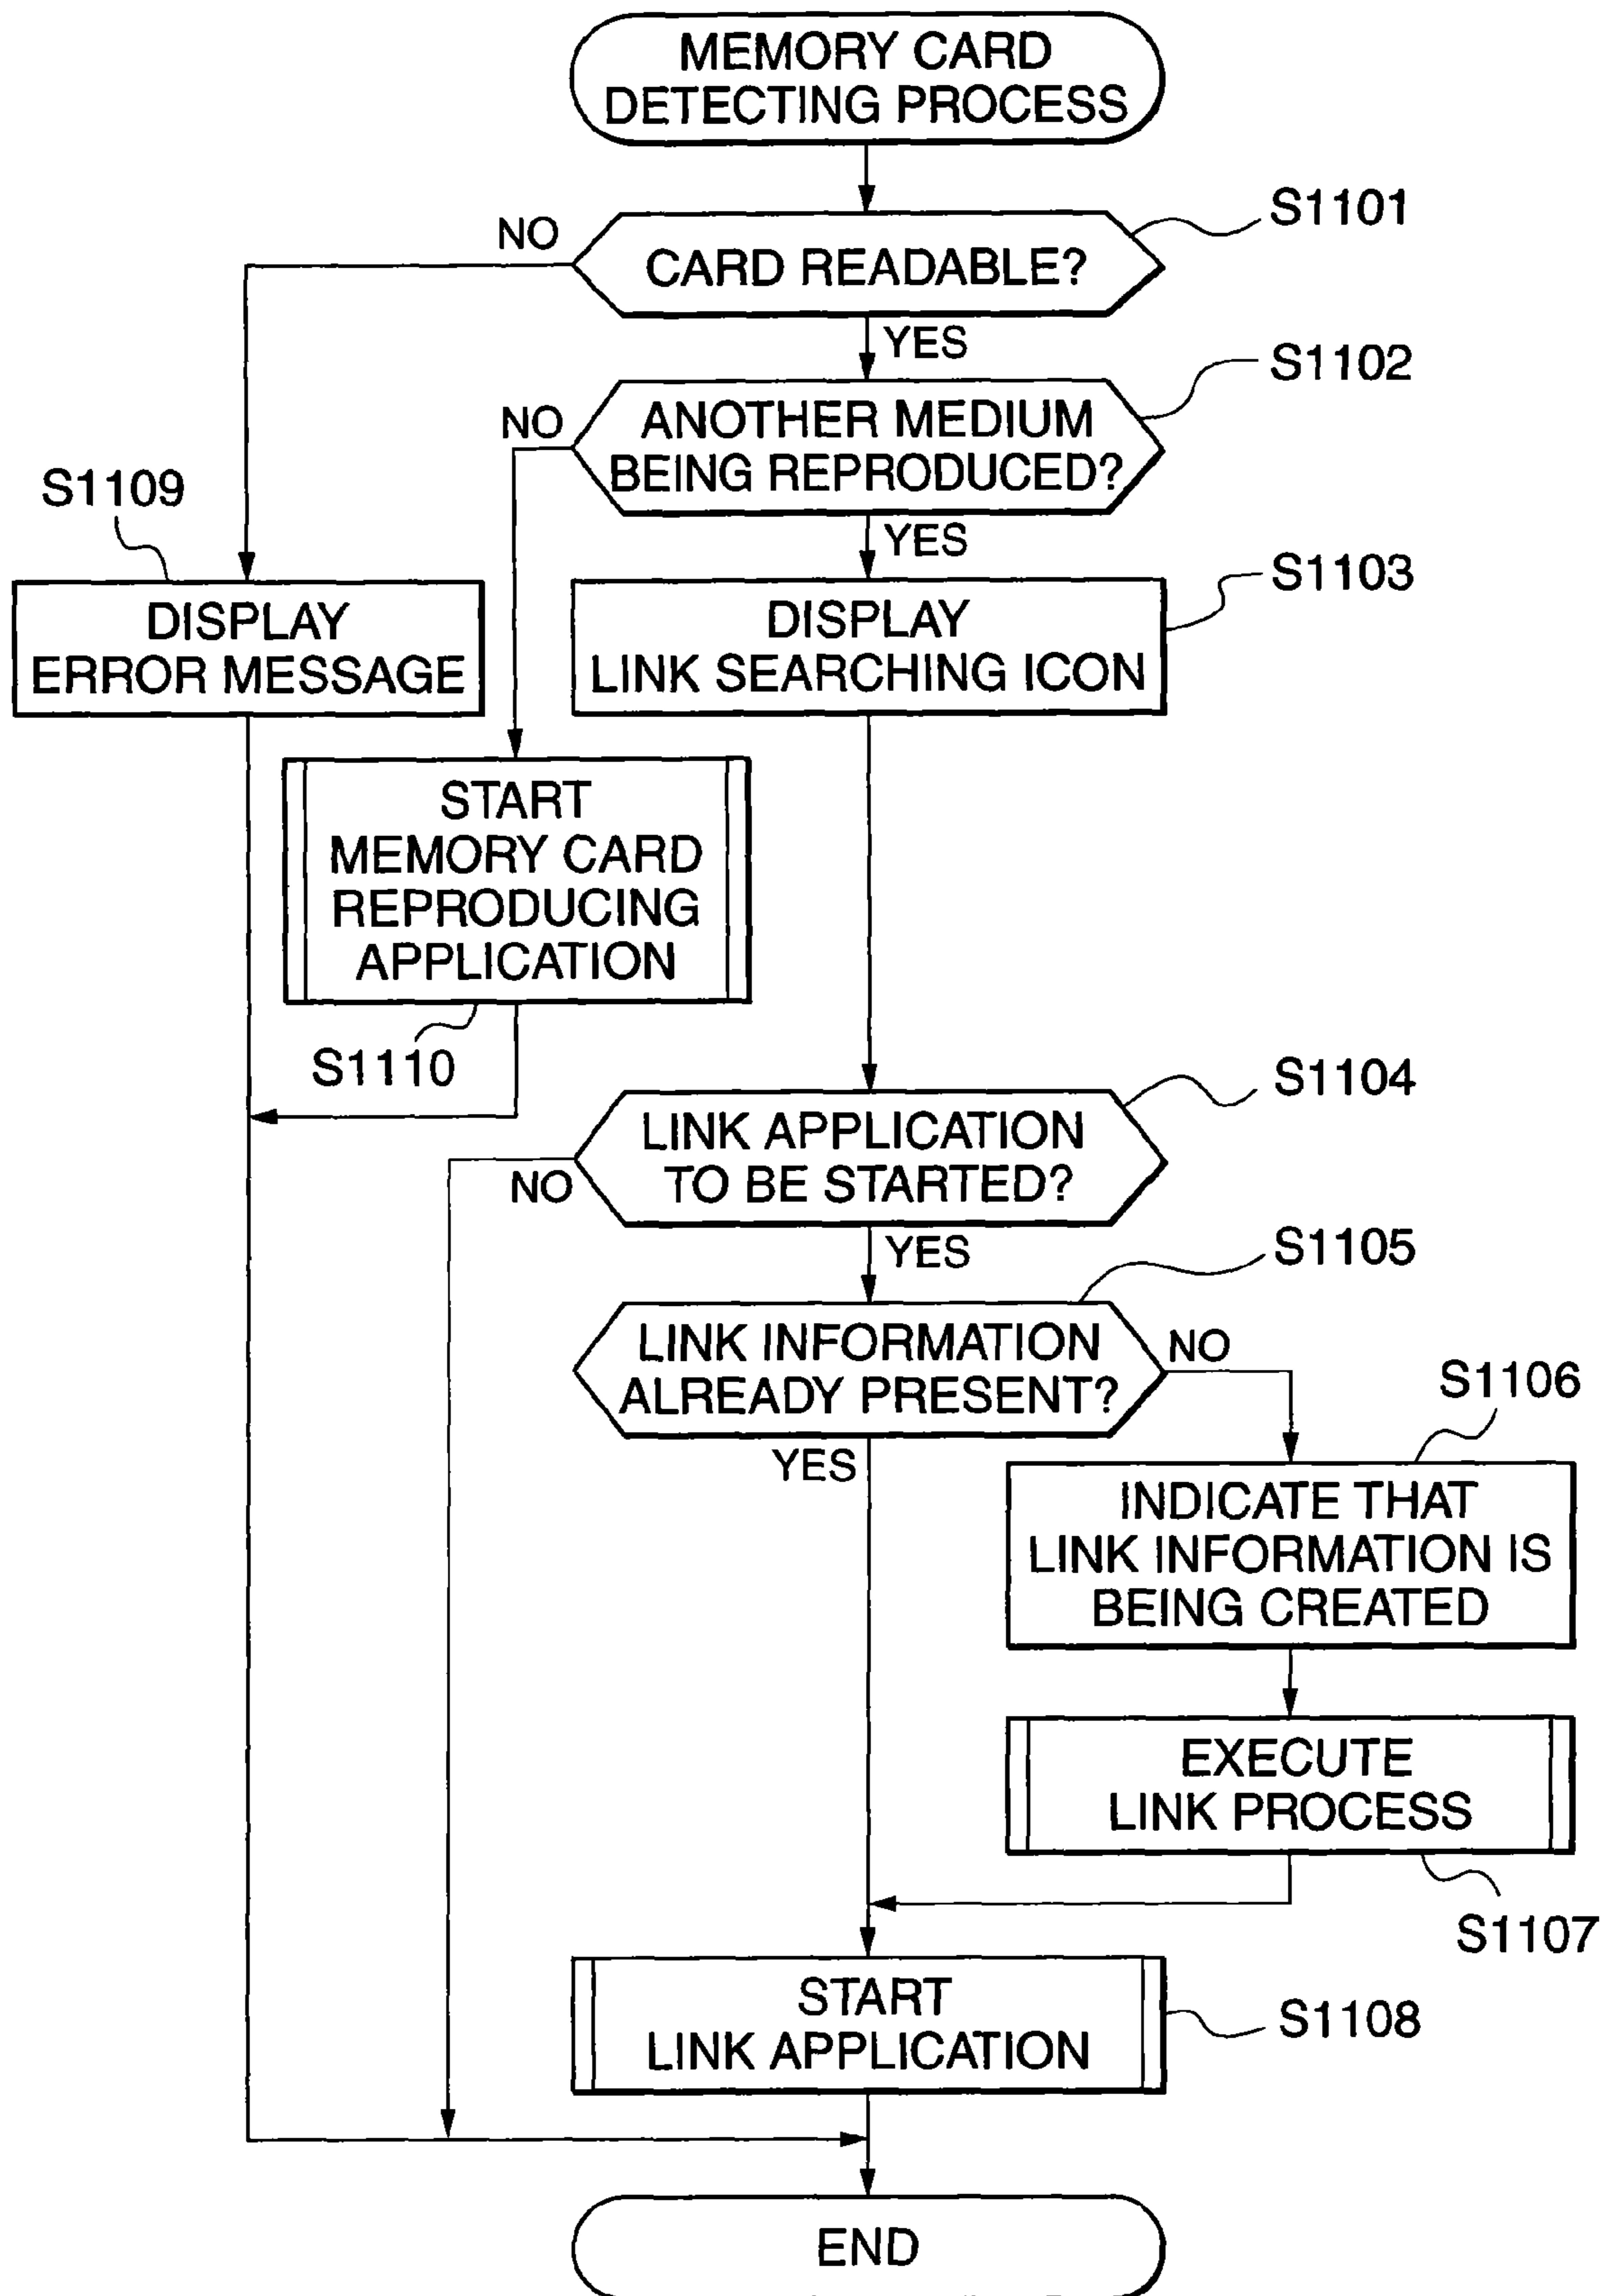 MEMORY CARD
DETECTING PROCESS
S1101
NO
CARD READABLE?
YES
S1102
NO
ANOTHER MEDIUM
BEING REPRODUCED?
S1109
YES
S1103
DISPLAY
ERROR MESSAGE
DISPLAY
LINK SEARCHING ICON
START
MEMORY CARD
REPRODUCING
APPLICATION
S1110
S1104
LINK APPLICATION
TO BE STARTED?
NO
YES
S1105
LINK INFORMATION
ALREADY PRESENT?
NO
S1106
YES
INDICATE THAT
LINK INFORMATION IS
BEING CREATED
EXECUTE
LINK PROCESS
S1107
START
LINK APPLICATION
S1108
END